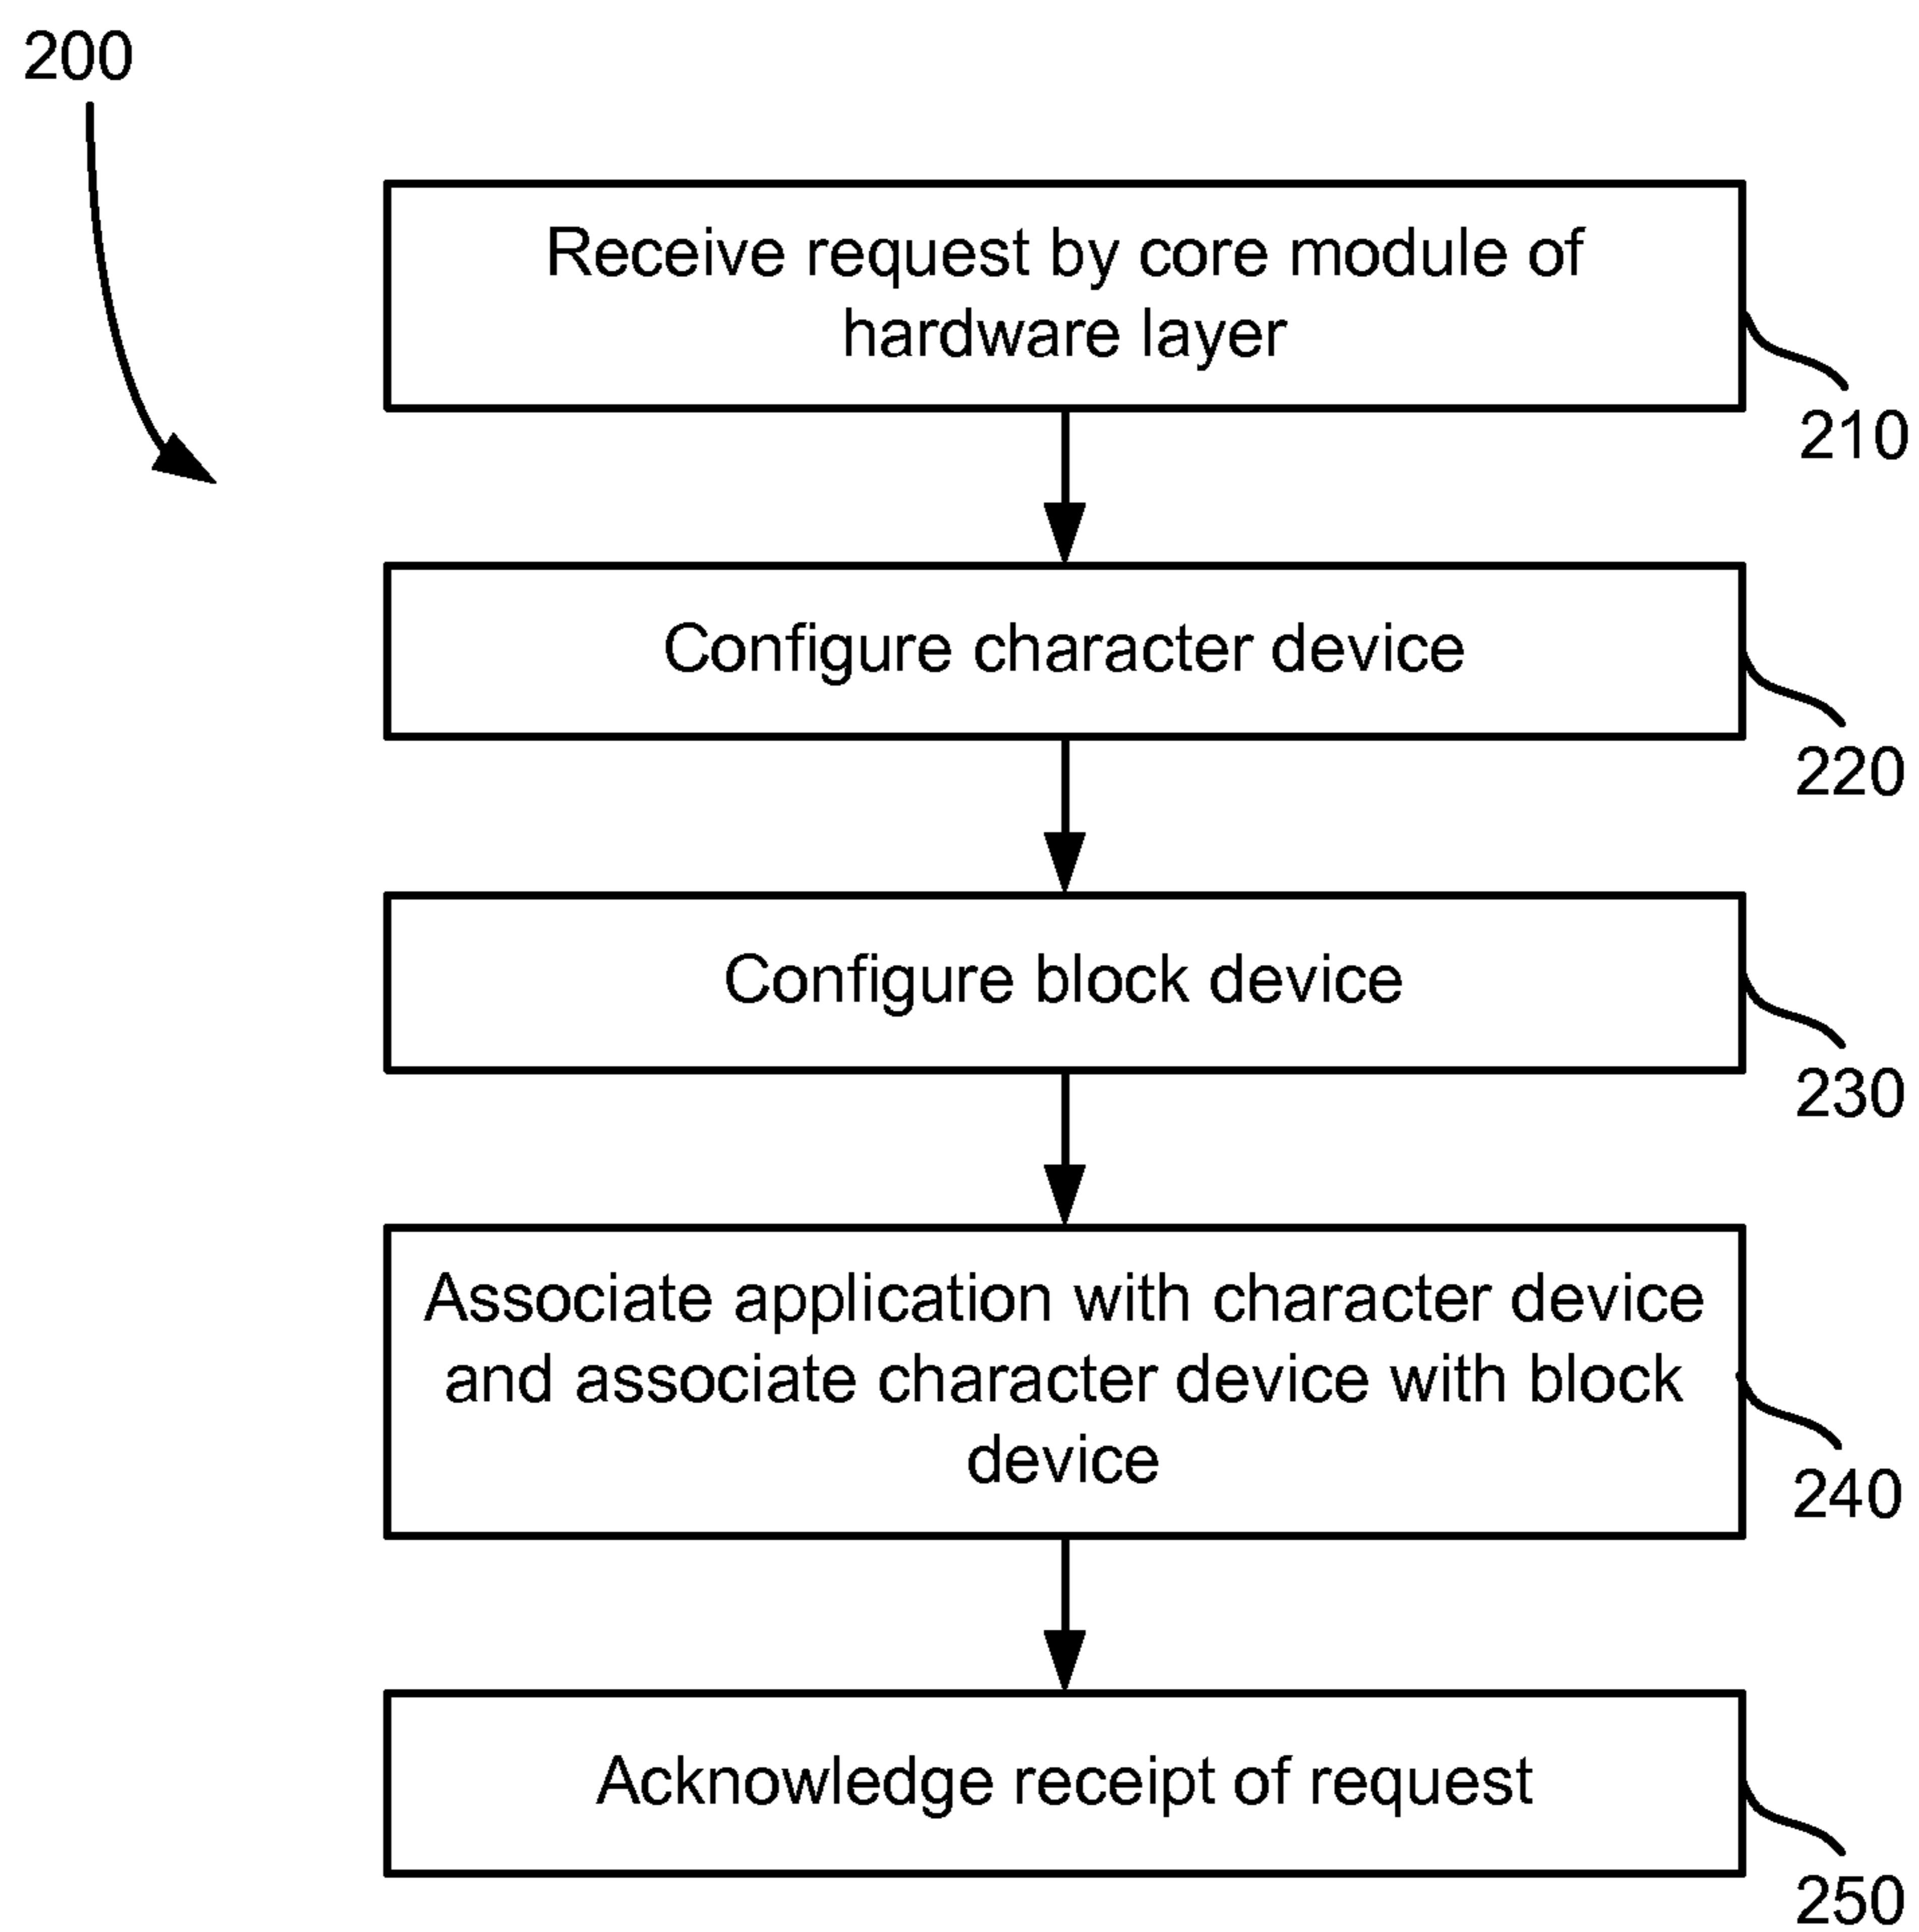 200
Receive request by core module of
hardware layer
210
Configure character device
220
Configure block device
230
Associate application with character device
and associate character device with block
device
240
Acknowledge receipt of request
250